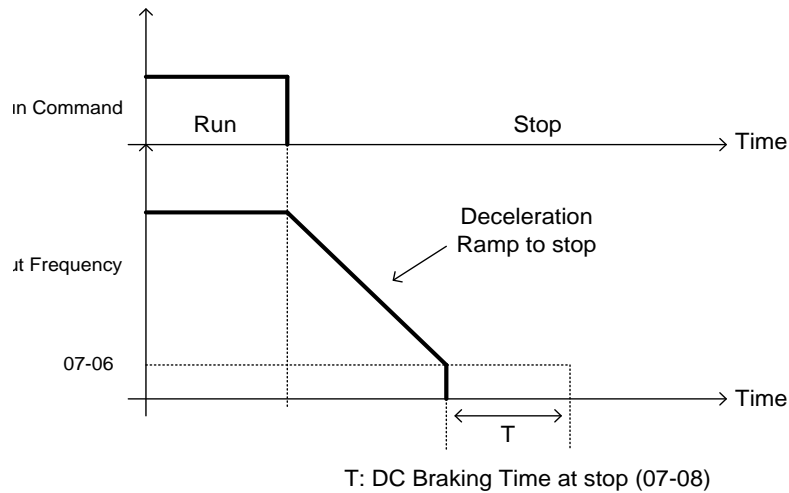 Command
Run
Stop
Time
Deceleration
Ramp to stop
Frequency
07-06
Time
T
T: DC Braking Time at stop (07-08)